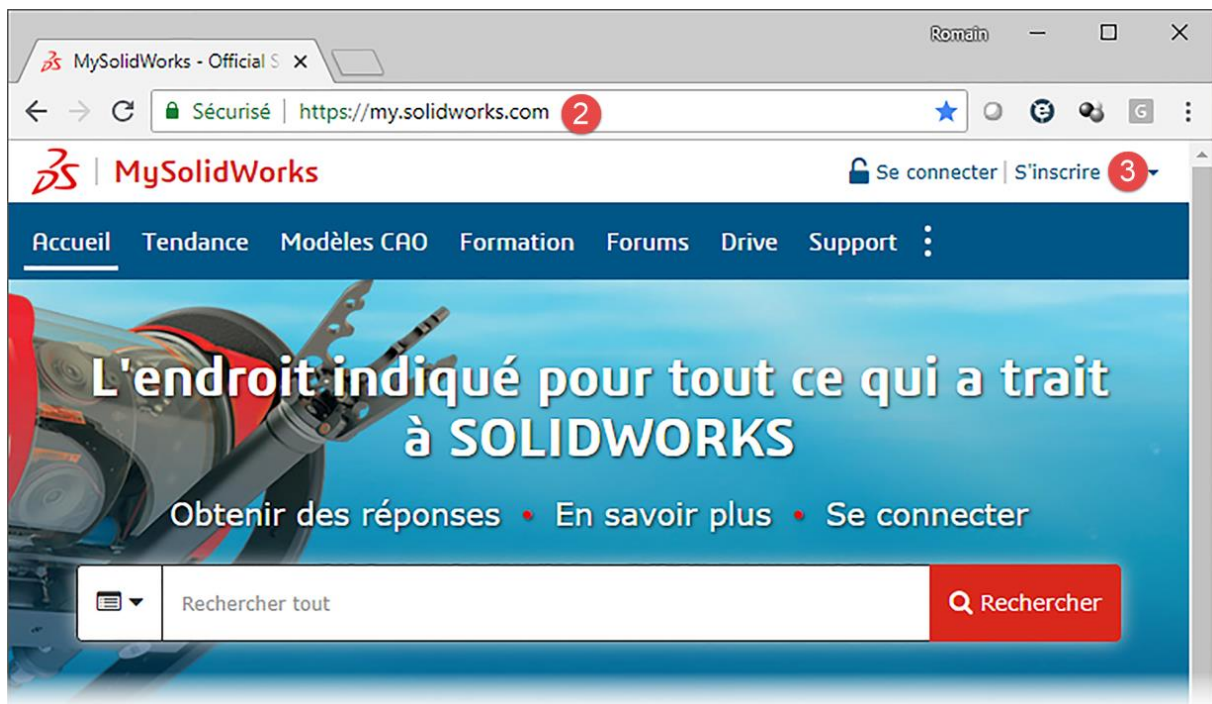 Romain
MySolidWorks - Official S
Sécurisé | https://my.solidworks.com 2
G
3S | MySolidWorks
Se connecter | S'inscrire 3
Accueil Tendance Modèles CAO Formation Forums Drive Support
L'endroit indiqué pour tout ce qui a trait
à SOLIDWORKS
Obtenir des réponses • En savoir plus • Se connecter
Rechercher tout
Rechercher